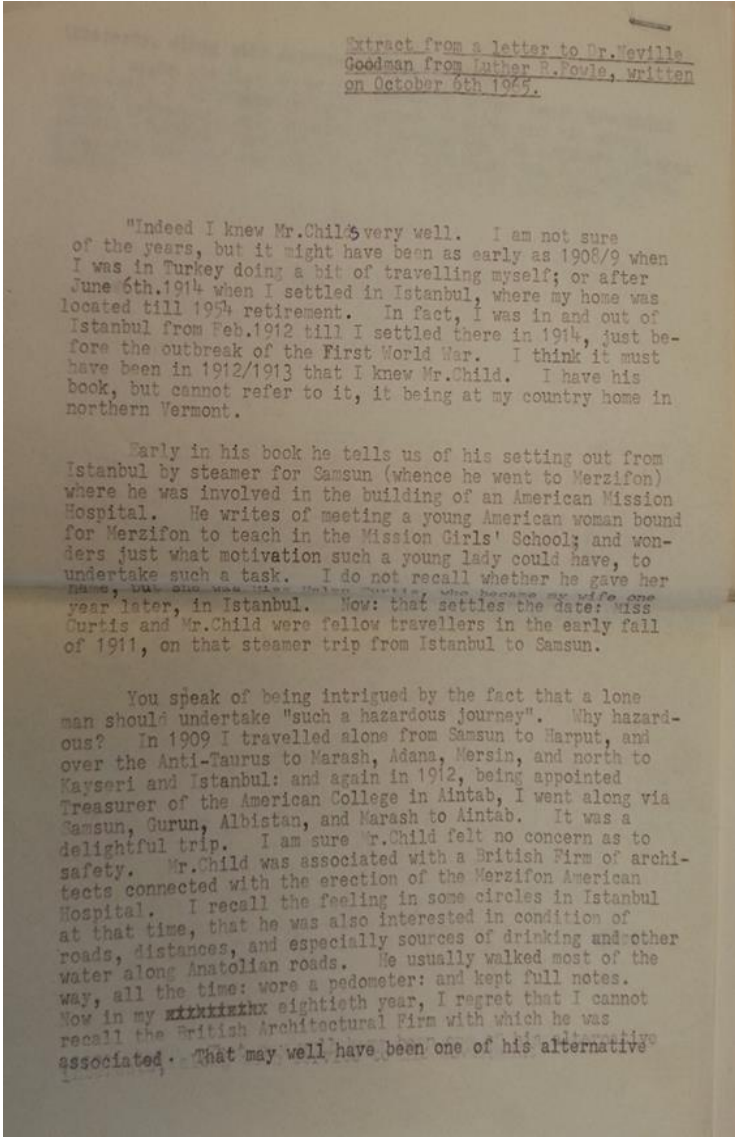 Extract from a letter to Dr.Neville
Goodman from Luther R.Fowle, written
on October 6th 1965.
"Indeed I knew Mr.Childs very well. I am not sure
of the years, but it might have been as early as 1908/9 when
I was in Turkey doing a bit of travelling myself; or after
June 6th.1914 when I settled in Istanbul, where my home was
located till 1954 retirement. In fact, I was in and out of
Istanbul from Feb.1912 till I settled there in 1914, just be-
fore the outbreak of the First World War. I think it must
have been in 1912/1913 that I knew Mr.Child. I have his
book, but cannot refer to it, it being at my country home in
northern Vermont.
Early in his book he tells us of his setting out from
Istanbul by steamer for Samsun (whence he went to Merzifon)
where he was involved in the building of an American Mission
Hospital. He writes of meeting a young American woman bound
for Merzifon to teach in the Mission Girls' School; and won-
ders just what motivation such a young lady could have, to
undertake such a task. I do not recall whether he gave her
name, but she was Miss Helen Curtis, who became my wife one
year later, in Istanbul. Now: that settles the date: Miss
Curtis and Mr.Child were fellow travellers in the early fall
of 1911, on that steamer trip from Istanbul to Samsun.
You speak of being intrigued by the fact that a lone
man should undertake "such a hazardous journey". Why hazard-
ous? In 1909 I travelled alone from Samsun to Harput, and
over the Anti-Taurus to Marash, Adana, Mersin, and north to
Kayseri and Istanbul: and again in 1912, being appointed
Treasurer of the American College in Aintab, I went along via
Samsun, Gurun, Albistan, and Marash to Aintab. It was a
delightful trip. I am sure Mr.Child felt no concern as to
safety. Mr.Child was associated with a British Firm of archi-
tects connected with the erection of the Merzifon American
Hospital. I recall the feeling in some circles in Istanbul
at that time, that he was also interested in condition of
roads, distances, and especially sources of drinking and other
water along Anatolian roads. He usually walked most of the
way, all the time: wore a pedometer: and kept full notes.
Now in my eightieth year, I regret that I cannot
recall the British Architectural Firm with which he was
associated. That may well have been one of his alternative